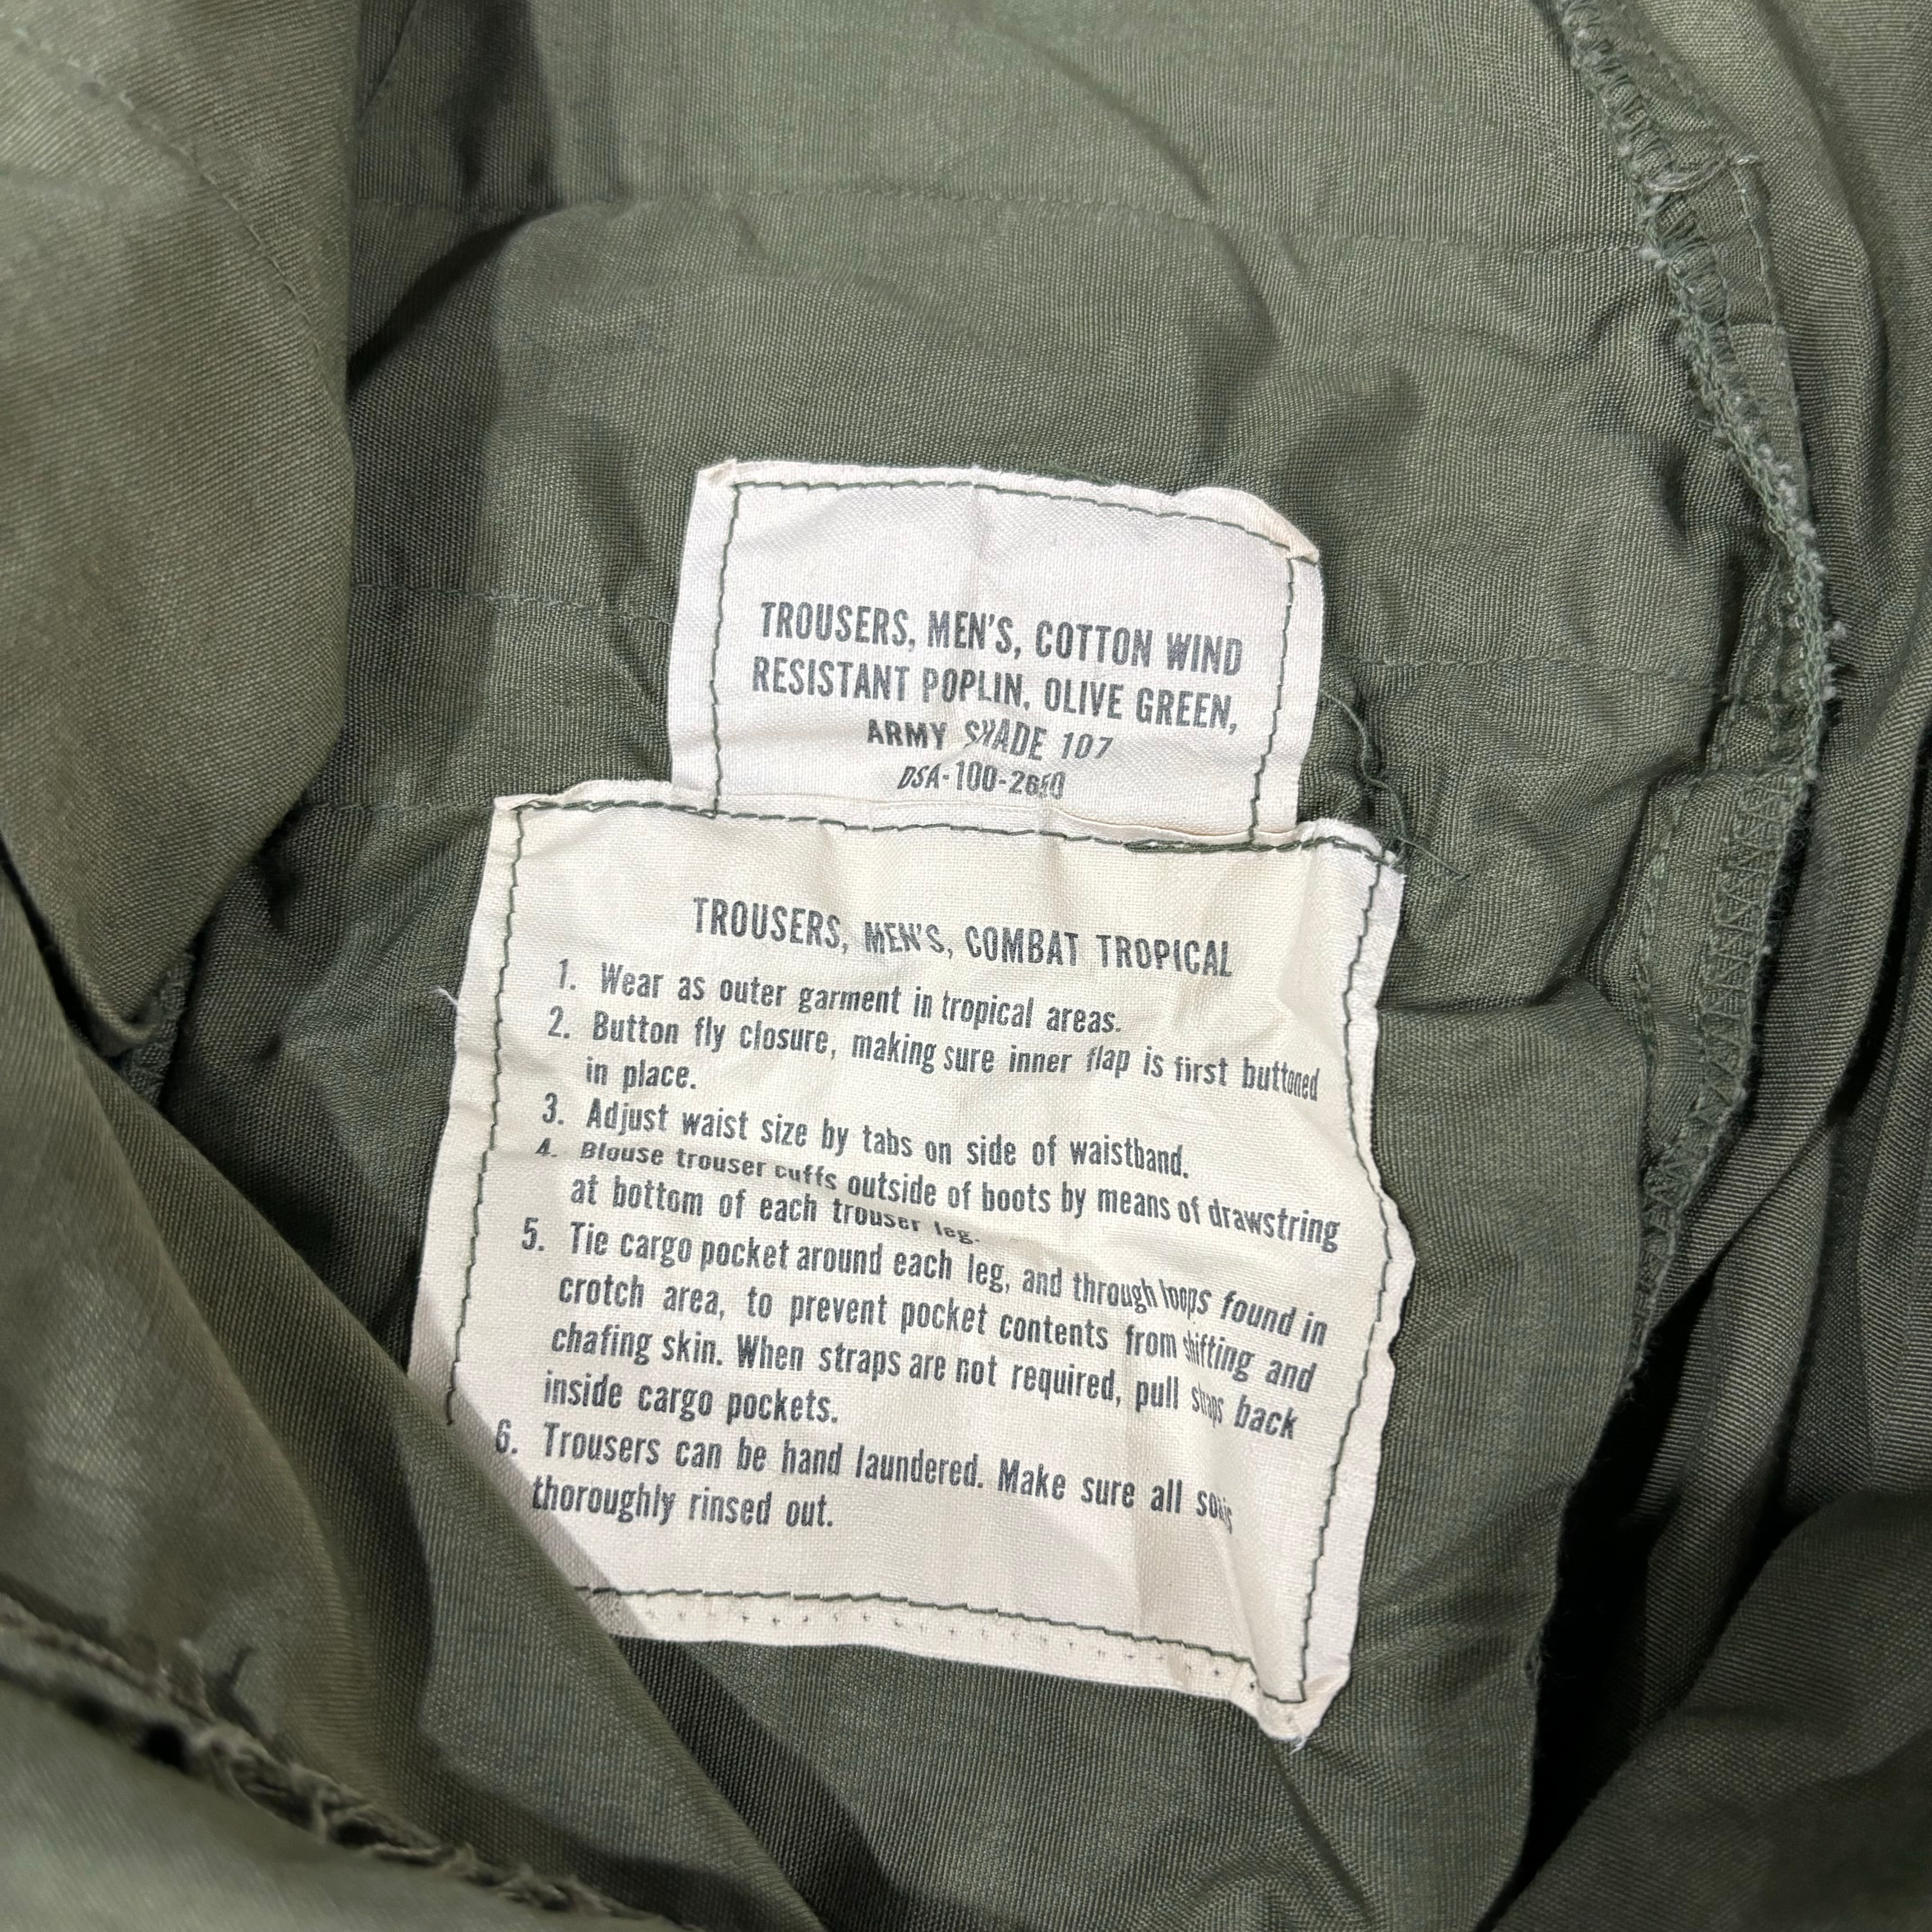 TROUSERS, MEN'S, COTTON WIND
RESISTANT POPLIN, OLIVE GREEN,
ARMY SHADE 107
TROUSERS, MEN'S, COMBAT TROPICAL
1. Wear as outer garment in tropical areas.
2. Button fly closure, making sure inner flap is first buttoned
in place.
3. Adjust waist size by tabs on side of waistband.
4. Blouse trouser cuffs outside of boots by means of drawstring
at bottom of each trouser leg.
5. Tie cargo pocket around each leg, and through loops found in
crotch area, to prevent pocket contents from shifting and
chafing skin. When straps are not required, pull straps back
inside cargo pockets.
6. Trousers can be hand laundered. Make sure all
thoroughly rinsed out.